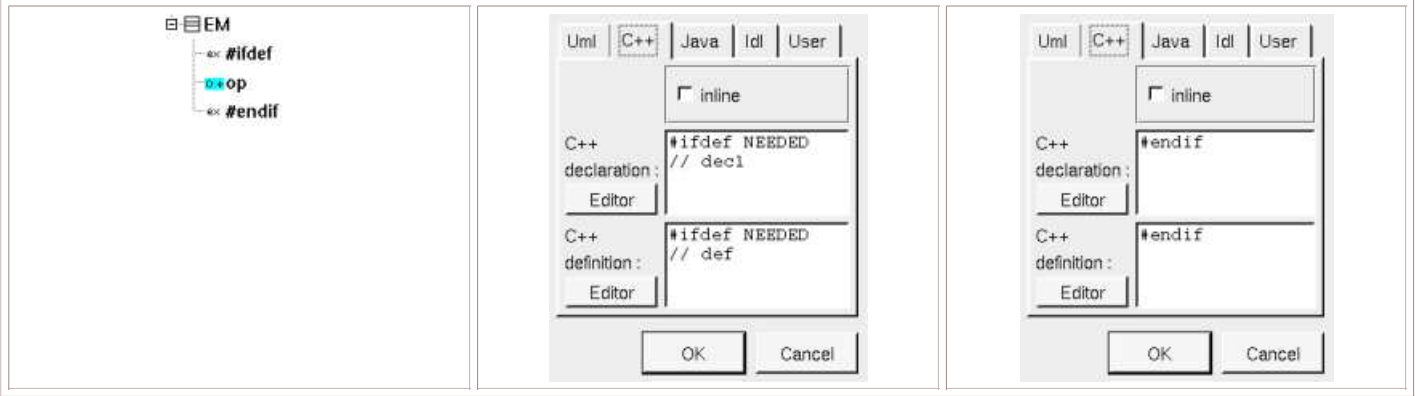 EM
#ifdef
op
#endif
Uml C++ Java Idl User
inline
C++
declaration :
Editor
#ifdef NEEDED
// decl
C++
definition :
Editor
#ifdef NEEDED
// def
OK Cancel
Uml C++ Java Idl User
inline
C++
declaration :
Editor
#endif
C++
definition :
Editor
#endif
OK Cancel